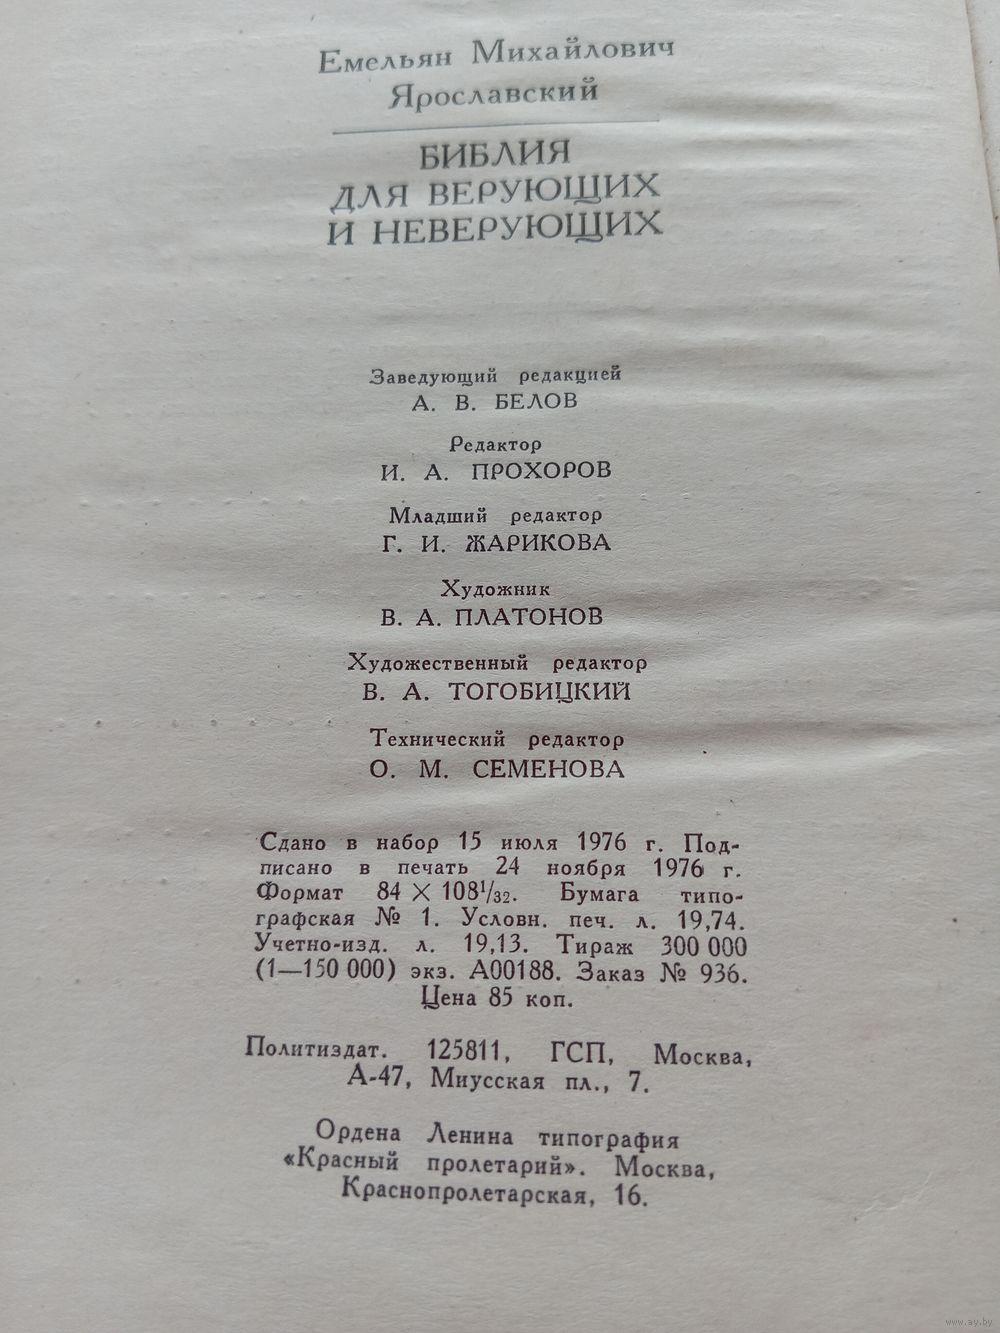 Емельян Михайлович
Ярославский
БИБЛИЯ
ДЛЯ ВЕРУЮЩИХ
И НЕВЕРУЮЩИХ
Заведующий редакцией
А. В. БЕЛОВ
Редактор
И. А. ПРОХОРОВ
Младший редактор
Г. И. ЖАРИКОВА
Художник
В. А. ПЛАТОНОВ
Художественный редактор
В. А. ТОГОБИЦКИЙ
Технический редактор
О. М. СЕМЕНОВА
Сдано в набор 15 июля 1976 г. Под-
писано в печать 24 ноября 1976 г.
Формат 84 × 108¹/₃₂. Бумага типо-
графская № 1. Условн. печ. л. 19,74.
Учетно-изд. л. 19,13. Тираж 300 000
(1—150 000) экз. А00188. Заказ № 936.
Цена 85 коп.
Политиздат. 125811, ГСП, Москва,
А-47, Миусская пл., 7.
Ордена Ленина типография
«Красный пролетарий». Москва,
Краснопролетарская, 16.
www.ay.by